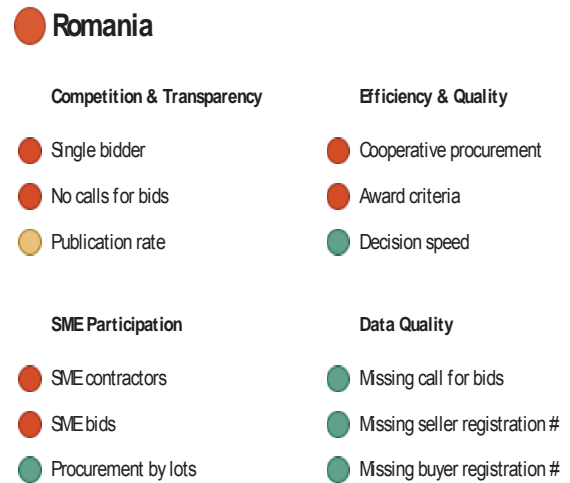 Romania
Competition & Transparency
Single bidder
No calls for bids
Publication rate
Efficiency & Quality
Cooperative procurement
Award criteria
Decision speed
SME Participation
SME contractors
SME bids
Procurement by lots
Data Quality
Missing call for bids
Missing seller registration #
Missing buyer registration #